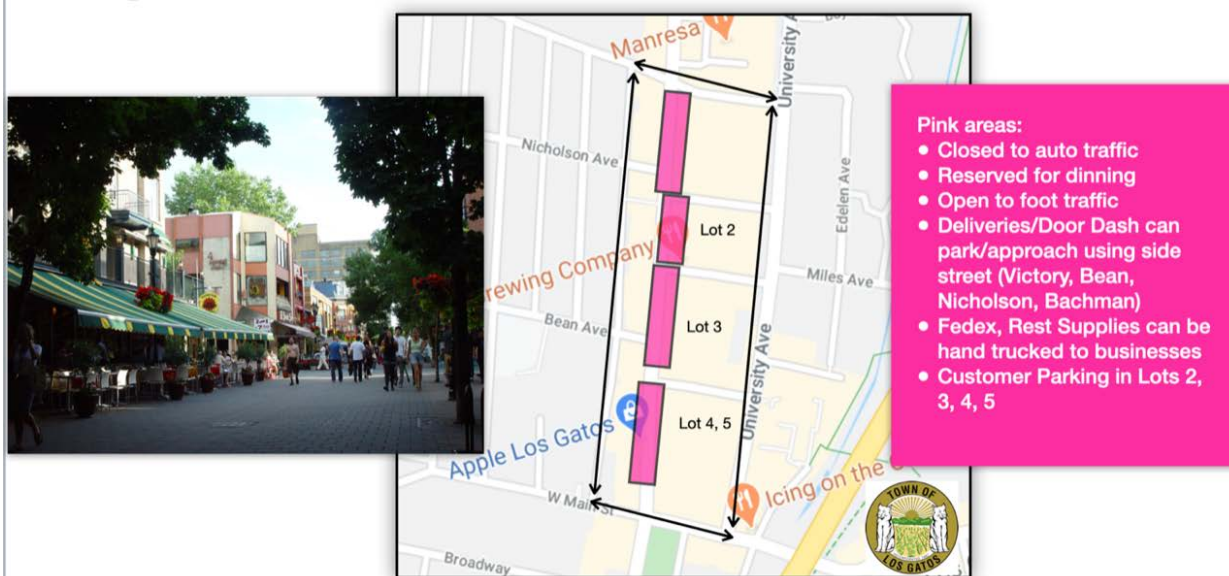 Manresa
University Av
Nicholson Ave
Edelen Ave
Lot 2
rewing Company
Miles Ave
Bean Ave
Lot 3
University Ave
Lot 4, 5
Apple Los Gatos
Icing on the
W Main St
Broadway
TOWN OF
LOS GATOS
Pink areas:
• Closed to auto traffic
• Reserved for dinning
• Open to foot traffic
• Deliveries/Door Dash can
park/approach using side
street (Victory, Bean,
Nicholson, Bachman)
• Fedex, Rest Supplies can be
hand trucked to businesses
• Customer Parking in Lots 2,
3, 4, 5